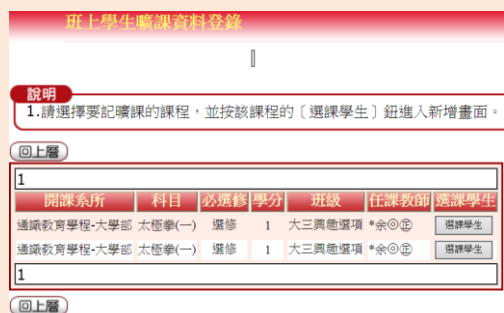 班上學生曠課資料登錄
說明
1.請選擇要記曠課的課程，並按該課程的〔選課學生〕鈕進入新增畫面。
回上層
1
開課系所 科目 必選修 學分 班級 任課教師 選課學生
通識教育學程-大學部 太極拳(一) 選修 1 大三興趣選項 *余◎正 選課學生
通識教育學程-大學部 太極拳(一) 選修 1 大三興趣選項 *余◎正 選課學生
1
回上層